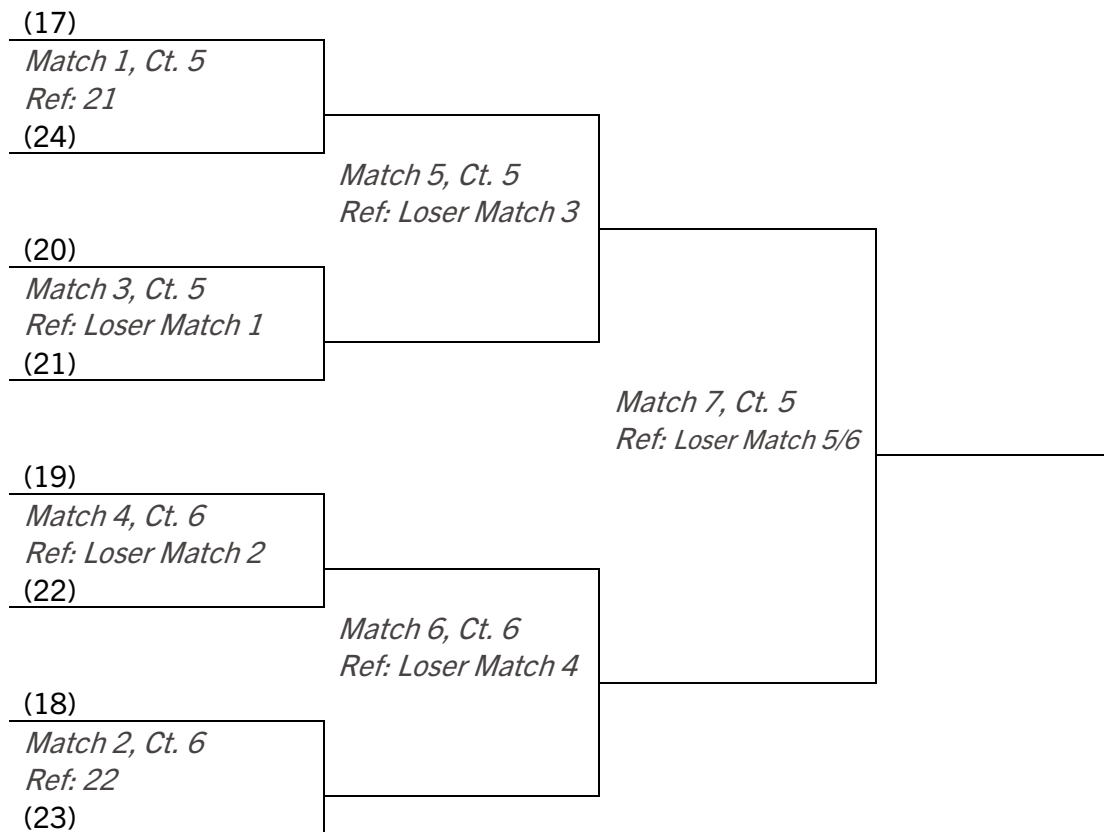 (17)
Match 1, Ct. 5
Ref: 21
(24)
Match 5, Ct. 5
Ref: Loser Match 3
(20)
Match 3, Ct. 5
Ref: Loser Match 1
(21)
Match 7, Ct. 5
Ref: Loser Match 5/6
(19)
Match 4, Ct. 6
Ref: Loser Match 2
(22)
Match 6, Ct. 6
Ref: Loser Match 4
(18)
Match 2, Ct. 6
Ref: 22
(23)